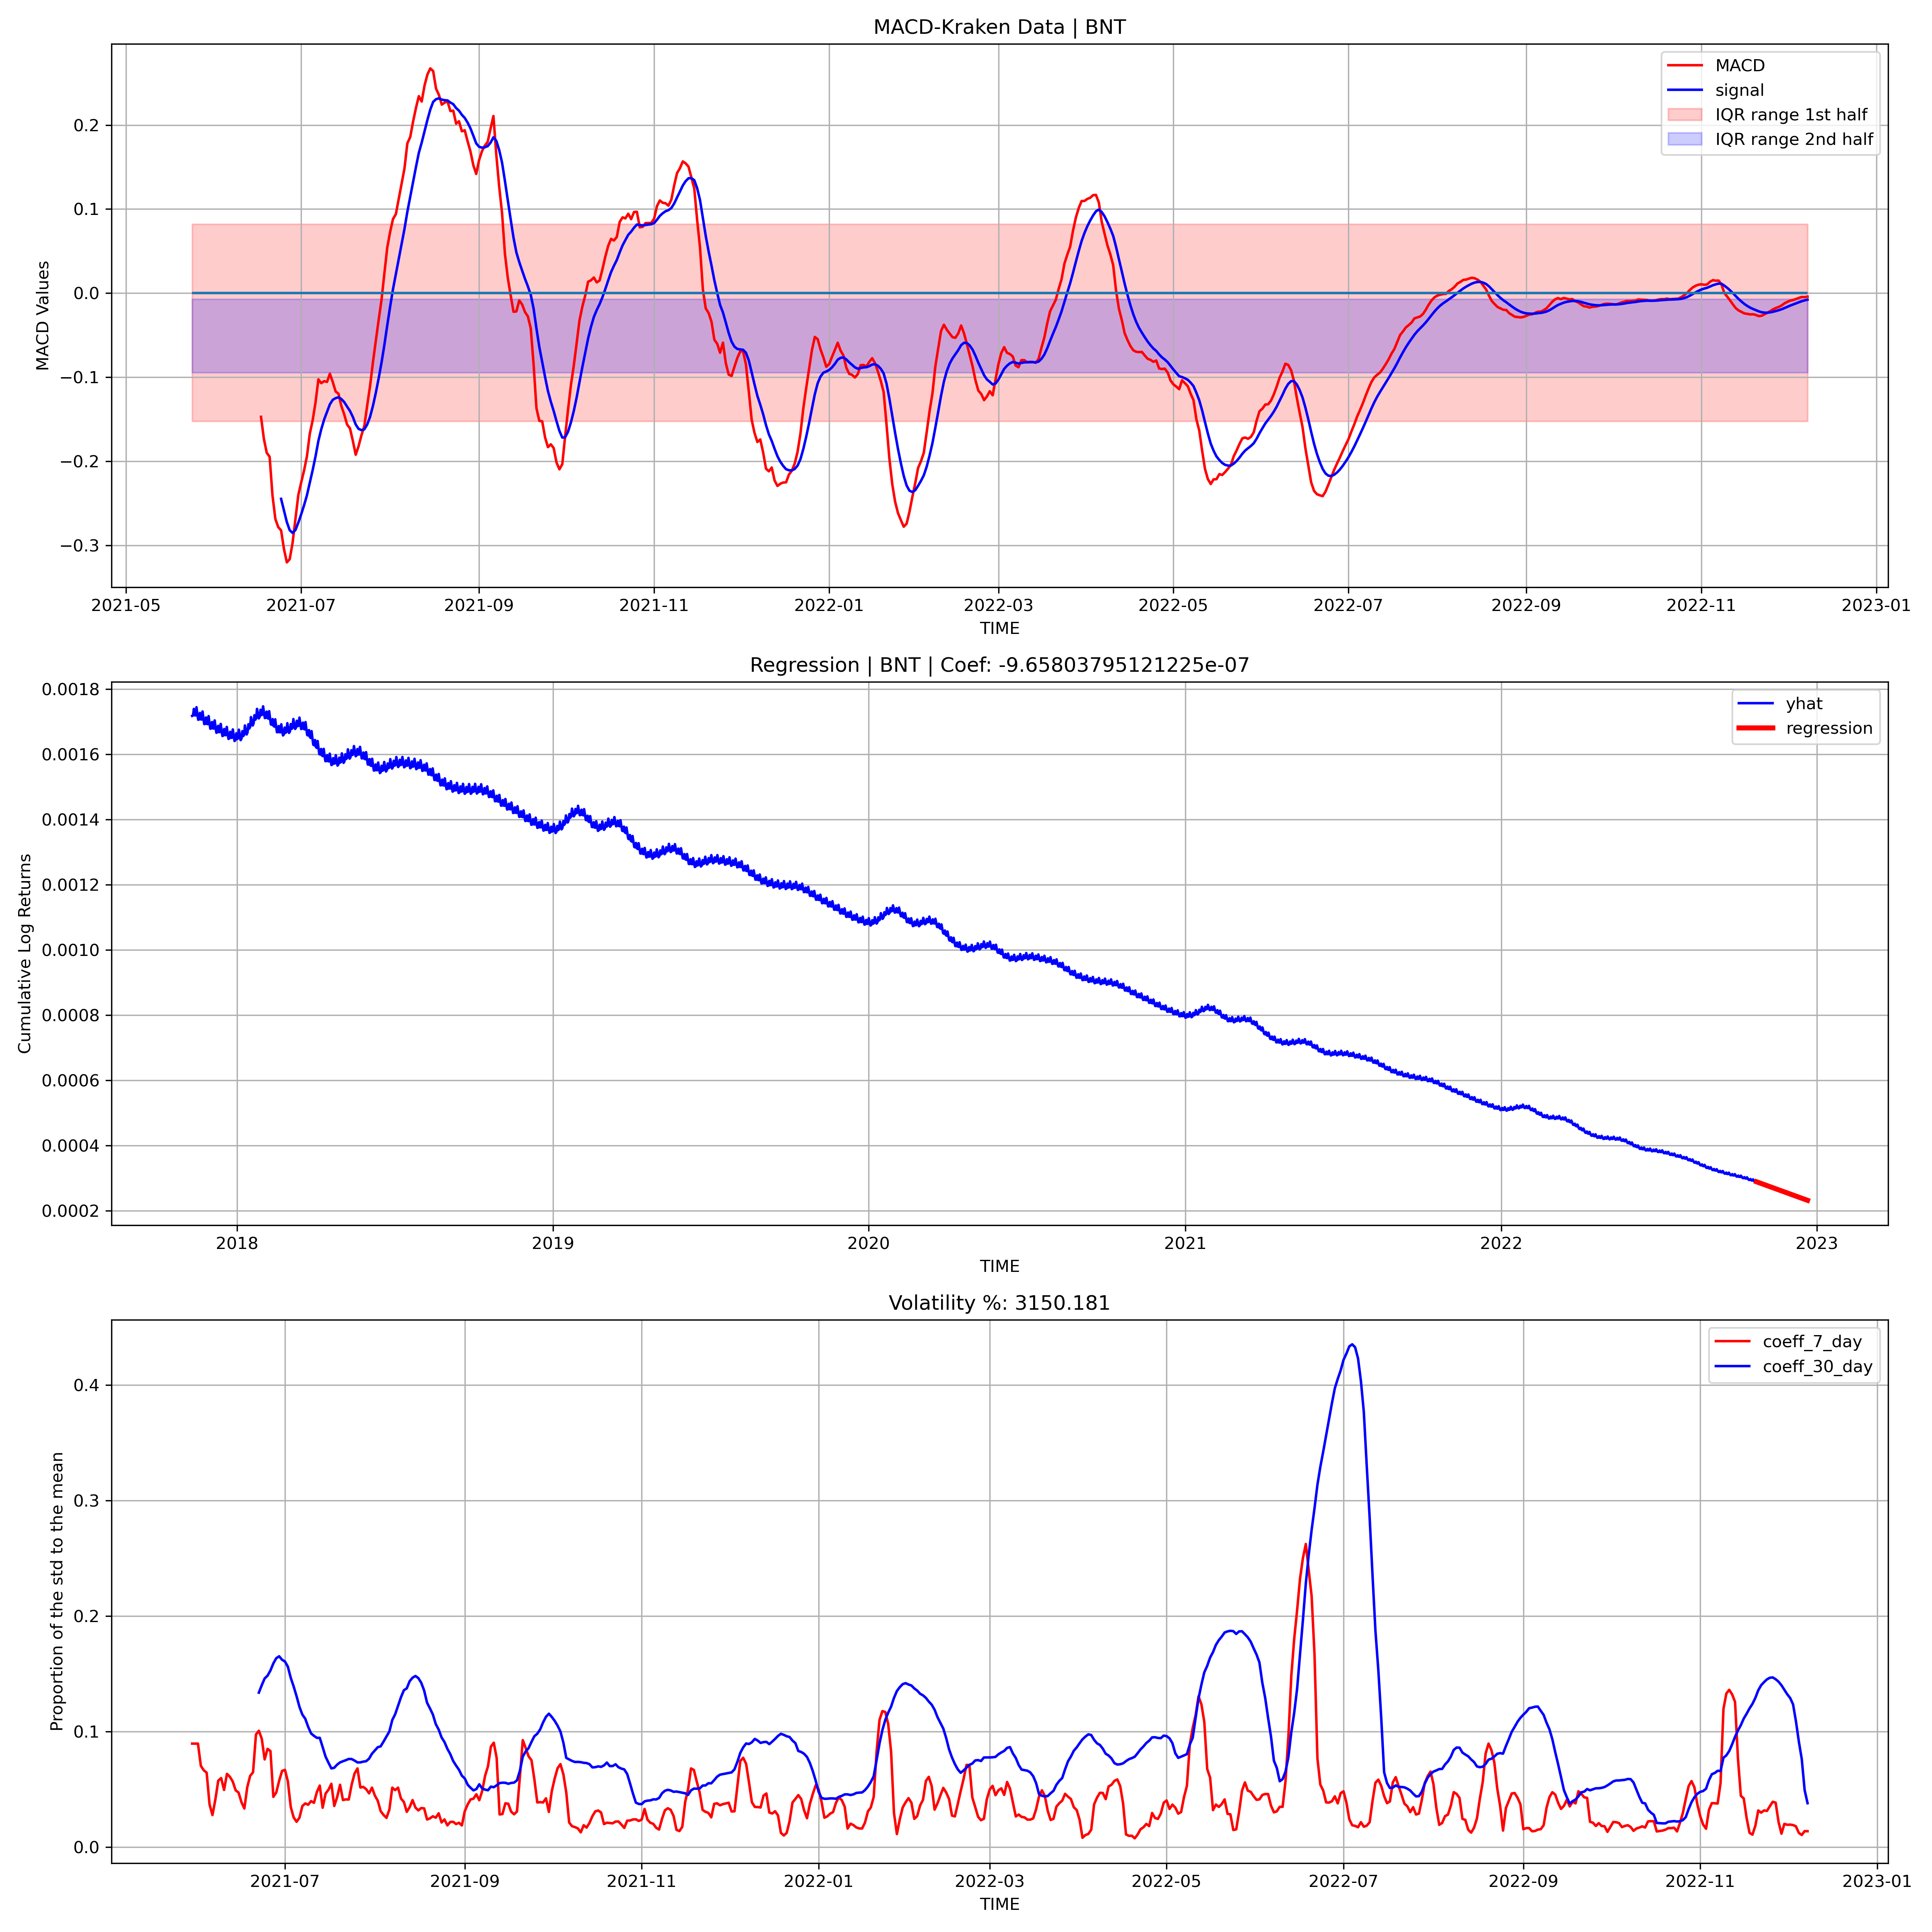 MACD-Kraken Data | BNT
MACD
signal
IQR range 1st half
IQR range 2nd half
MACD Values
0.2
0.1
0.0
−0.1
−0.2
−0.3
2021-05 2021-07 2021-09 2021-11 2022-01 2022-03 2022-05 2022-07 2022-09 2022-11 2023-01
TIME
Regression | BNT | Coef: -9.65803795121225e-07
yhat
regression
Cumulative Log Returns
0.0018
0.0016
0.0014
0.0012
0.0010
0.0008
0.0006
0.0004
0.0002
2018 2019 2020 2021 2022 2023
TIME
Volatility %: 3150.181
coeff_7_day
coeff_30_day
Proportion of the std to the mean
0.4
0.3
0.2
0.1
0.0
2021-07 2021-09 2021-11 2022-01 2022-03 2022-05 2022-07 2022-09 2022-11 2023-01
TIME